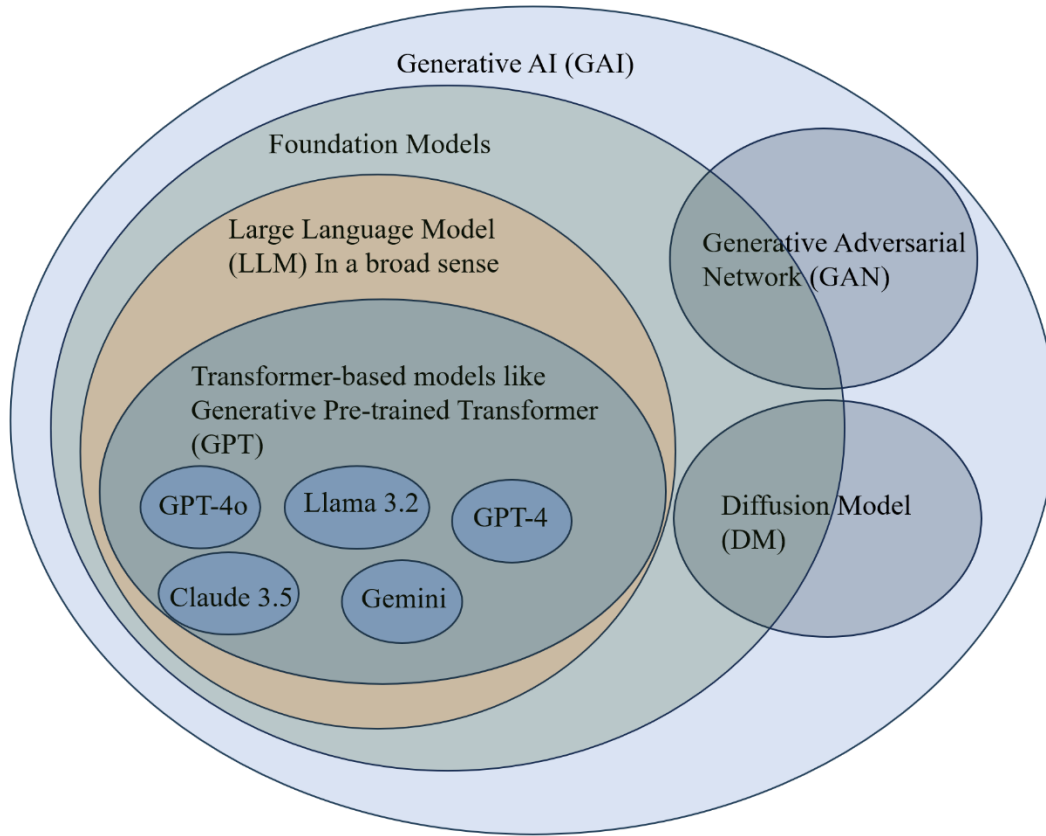 Generative AI (GAI)
Foundation Models
Large Language Model
(LLM) In a broad sense
Generative Adversarial
Network (GAN)
Transformer-based models like
Generative Pre-trained Transformer
(GPT)
GPT-4o
Llama 3.2
GPT-4
Claude 3.5
Gemini
Diffusion Model
(DM)